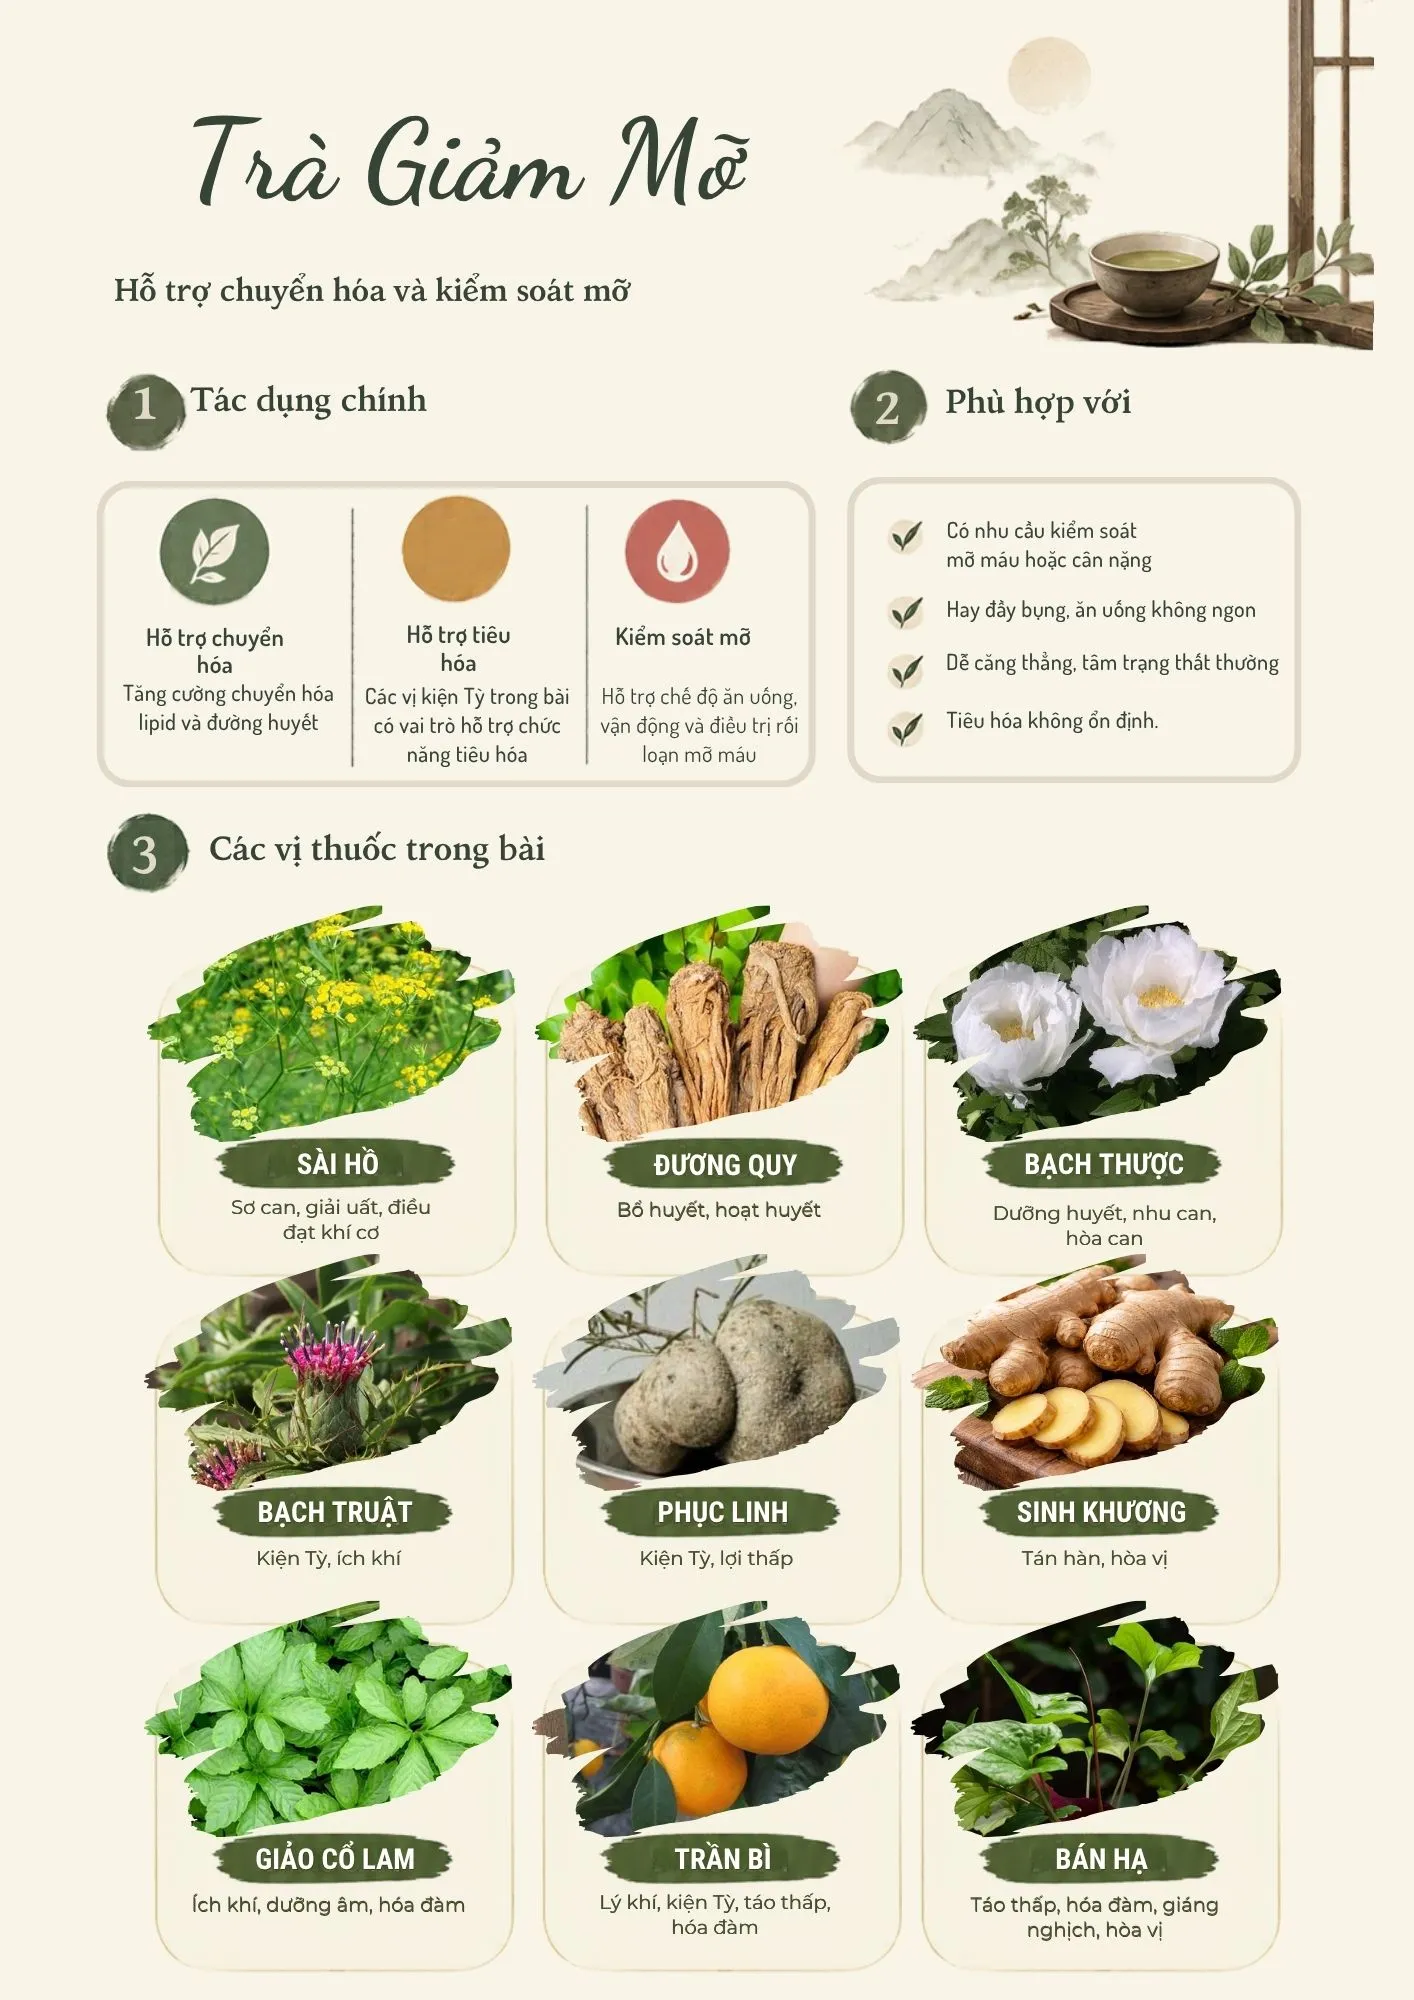 Trà Giảm Mỡ
Hỗ trợ chuyển hóa và kiểm soát mỡ
1 Tác dụng chính
Hỗ trợ chuyển
hóa
Tăng cường chuyển hóa
lipid và đường huyết
Hỗ trợ tiêu
hóa
Các vị kiện Tỳ trong bài
có vai trò hỗ trợ chức
năng tiêu hóa
Kiểm soát mỡ
Hỗ trợ chế độ ăn uống,
vận động và điều trị rối
loạn mỡ máu
2 Phù hợp với
Có nhu cầu kiểm soát
mỡ máu hoặc cân nặng
Hay đầy bụng, ăn uống không ngon
Dễ căng thẳng, tâm trạng thất thường
Tiêu hóa không ổn định.
3 Các vị thuốc trong bài
SÀI HỒ
Sơ can, giải uất, điều
đạt khí cơ
ĐƯƠNG QUY
Bổ huyết, hoạt huyết
BẠCH THƯỢC
Dưỡng huyết, nhu can,
hòa can
BẠCH TRUẬT
Kiện Tỳ, ích khí
PHỤC LINH
Kiện Tỳ, lợi thấp
SINH KHƯƠNG
Tán hàn, hòa vị
GIẢO CỔ LAM
Ích khí, dưỡng âm, hóa đàm
TRẦN BÌ
Lý khí, kiện Tỳ, táo thấp,
hóa đàm
BÁN HẠ
Táo thấp, hóa đàm, giáng
nghịch, hòa vị